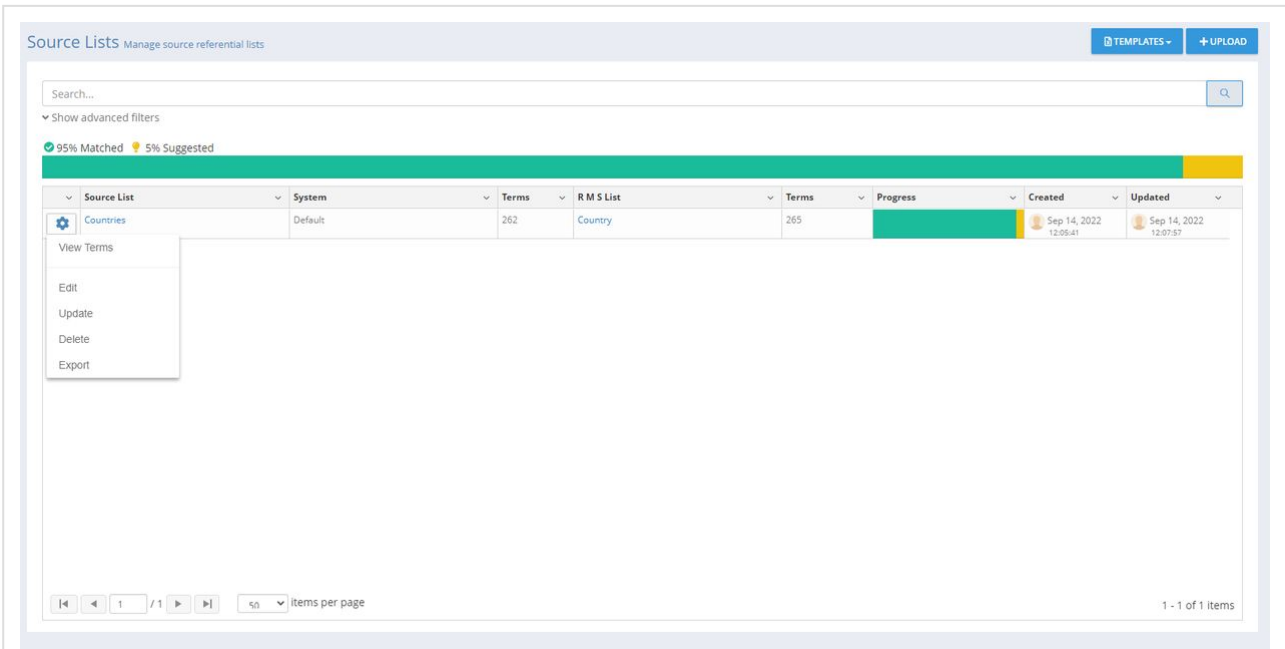 Source Lists Manage source referential lists
TEMPLATES
+ UPLOAD
Search...
Show advanced filters
95% Matched 5% Suggested
Source List System Terms R M S List Terms Progress Created Updated
Countries Default 262 Country 265 Sep 14, 2022 Sep 14, 2022
12:05:41 12:07:57
View Terms
Edit
Update
Delete
Export
1 / 1 50 items per page 1 - 1 of 1 items